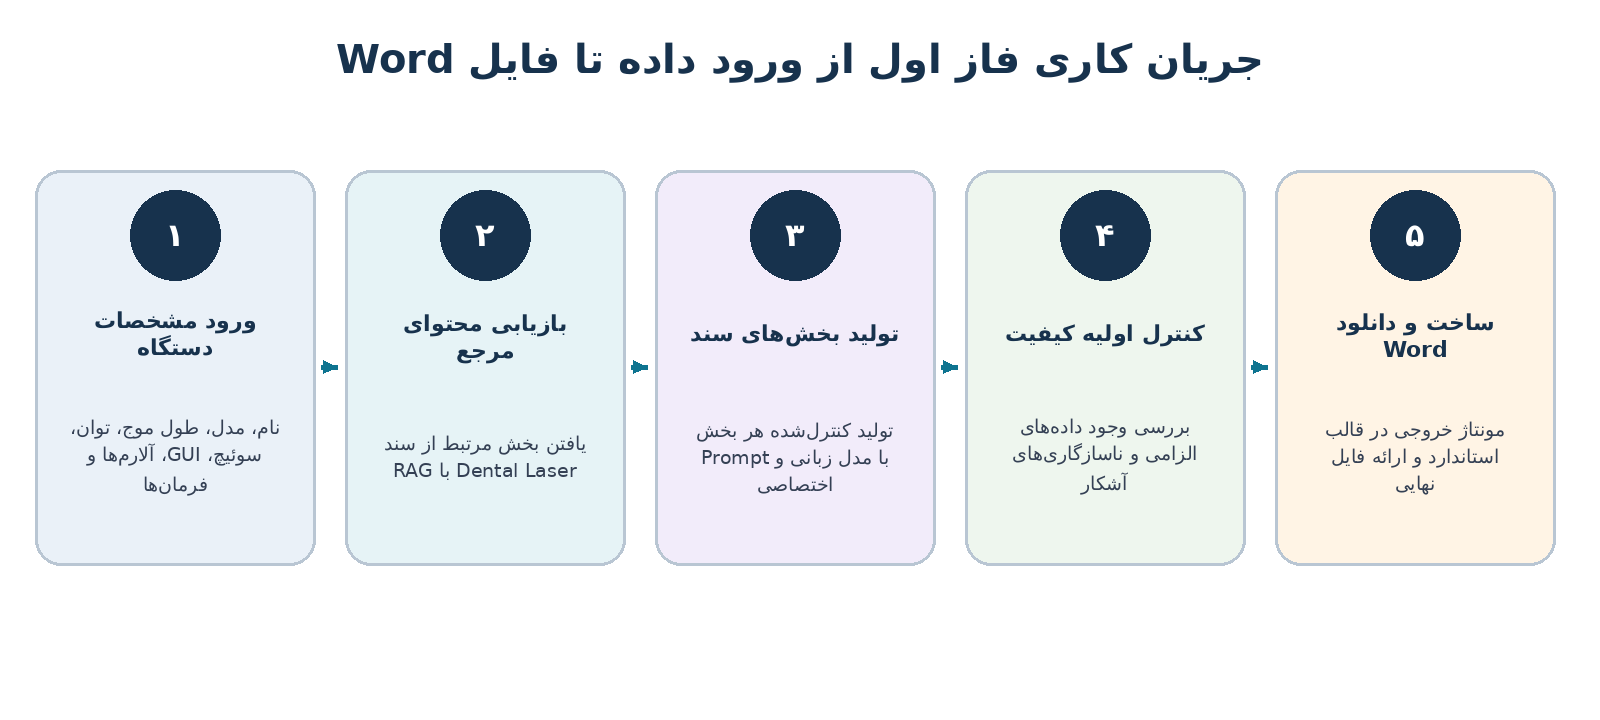 جریان کاری فاز اول از ورود داده تا فایل Word
۱
ورود مشخصات
دستگاه
نام، مدل، طول موج، توان،
سوئیچ، GUI، آلارم‌ها و
فرمان‌ها
۲
بازیابی محتوای
مرجع
یافتن بخش مرتبط از سند
Dental Laser با RAG
۳
تولید بخش‌های سند
تولید کنترل‌شده هر بخش
با مدل زبانی و Prompt
اختصاصی
۴
کنترل اولیه کیفیت
بررسی وجود داده‌های
الزامی و ناسازگاری‌های
آشکار
۵
ساخت و دانلود
Word
مونتاژ خروجی در قالب
استاندارد و ارائه فایل
نهایی